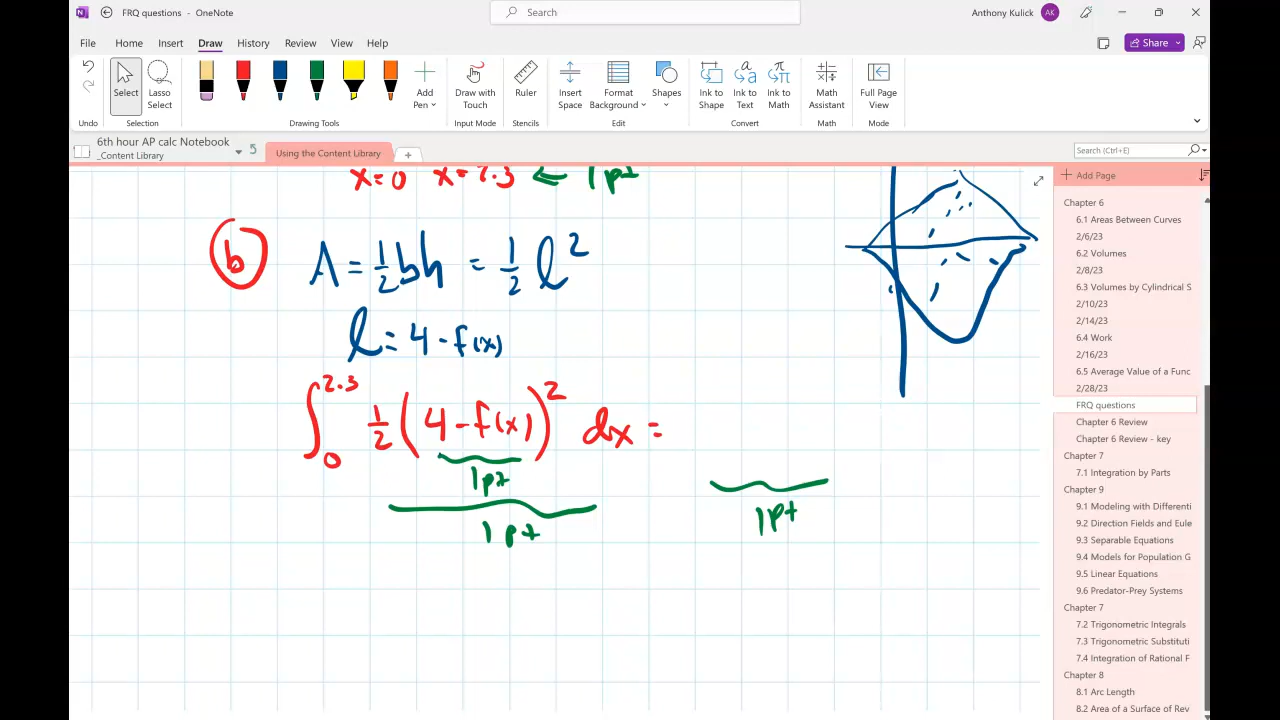 FRQ questions - OneNote
Search
Anthony Kulick AK
File Home Insert Draw History Review View Help
Share
Undo
Select
Lasso Select
Add Pen
Draw with Touch
Ruler
Insert Space
Format Background
Shapes
Ink to Shape
Ink to Text
Ink to Math
Math Assistant
Full Page View
Undo Selection Drawing Tools Input Mode Stencils Edit Convert Math Mode
6th hour AP calc Notebook
_Content Library
5
Using the Content Library
+
Search (Ctrl+E)
x=0 x=2.3 ← 1pt
b A = 1/2 bh = 1/2 l²
l = 4 - f(x)
∫₀^2.3 1/2 (4 - f(x))² dx =
1pt
1pt
1pt
Add Page
Chapter 6
6.1 Areas Between Curves
2/6/23
6.2 Volumes
2/8/23
6.3 Volumes by Cylindrical S
2/10/23
2/14/23
6.4 Work
2/16/23
6.5 Average Value of a Func
2/28/23
FRQ questions
Chapter 6 Review
Chapter 6 Review - key
Chapter 7
7.1 Integration by Parts
Chapter 9
9.1 Modeling with Differenti
9.2 Direction Fields and Eule
9.3 Separable Equations
9.4 Models for Population G
9.5 Linear Equations
9.6 Predator-Prey Systems
Chapter 7
7.2 Trigonometric Integrals
7.3 Trigonometric Substituti
7.4 Integration of Rational F
Chapter 8
8.1 Arc Length
8.2 Area of a Surface of Rev